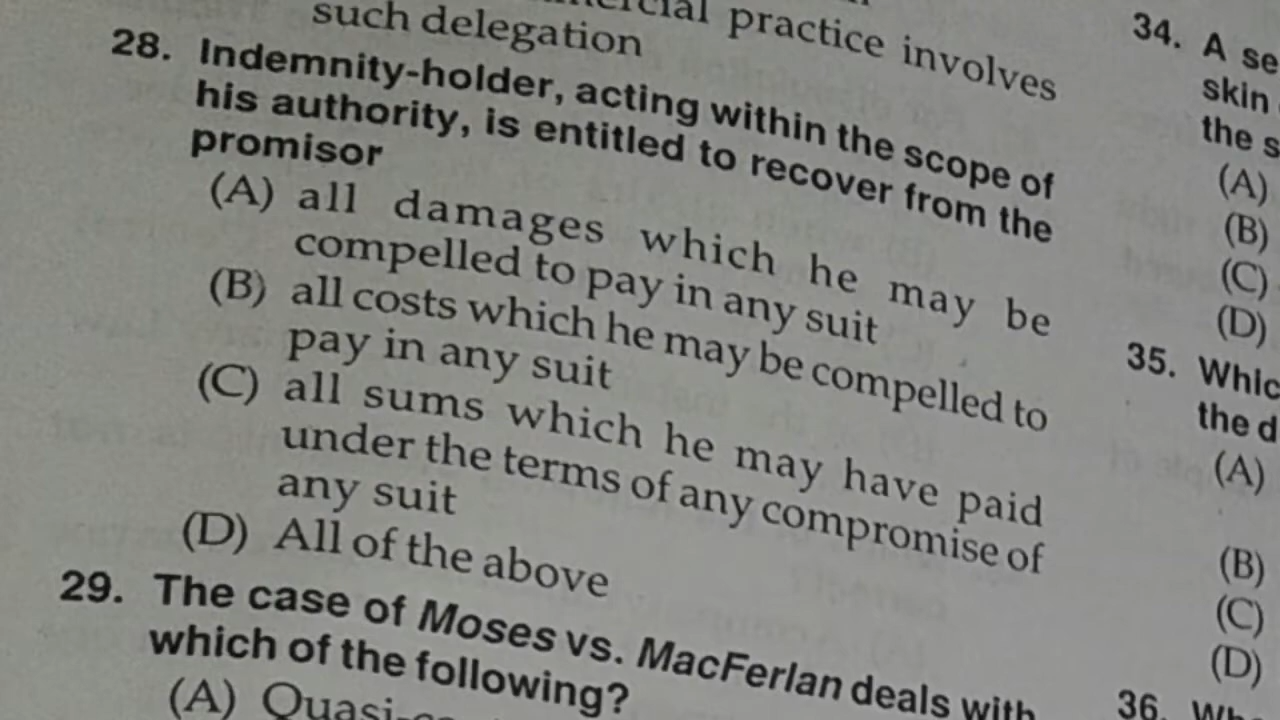 practice involves
such delegation
28. Indemnity-holder, acting within the scope of
his authority, is entitled to recover from the
promisor
(A) all damages which he may be
compelled to pay in any suit
(B) all costs which he may be compelled to
pay in any suit
(C) all sums which he may have paid
under the terms of any compromise of
any suit
(D) All of the above
29. The case of Moses vs. MacFerlan deals with
which of the following?
(A)
34. A
skin
the
(A)
(B)
(C)
(D)
35.
the
(A)
(B)
(C)
(D)
36.